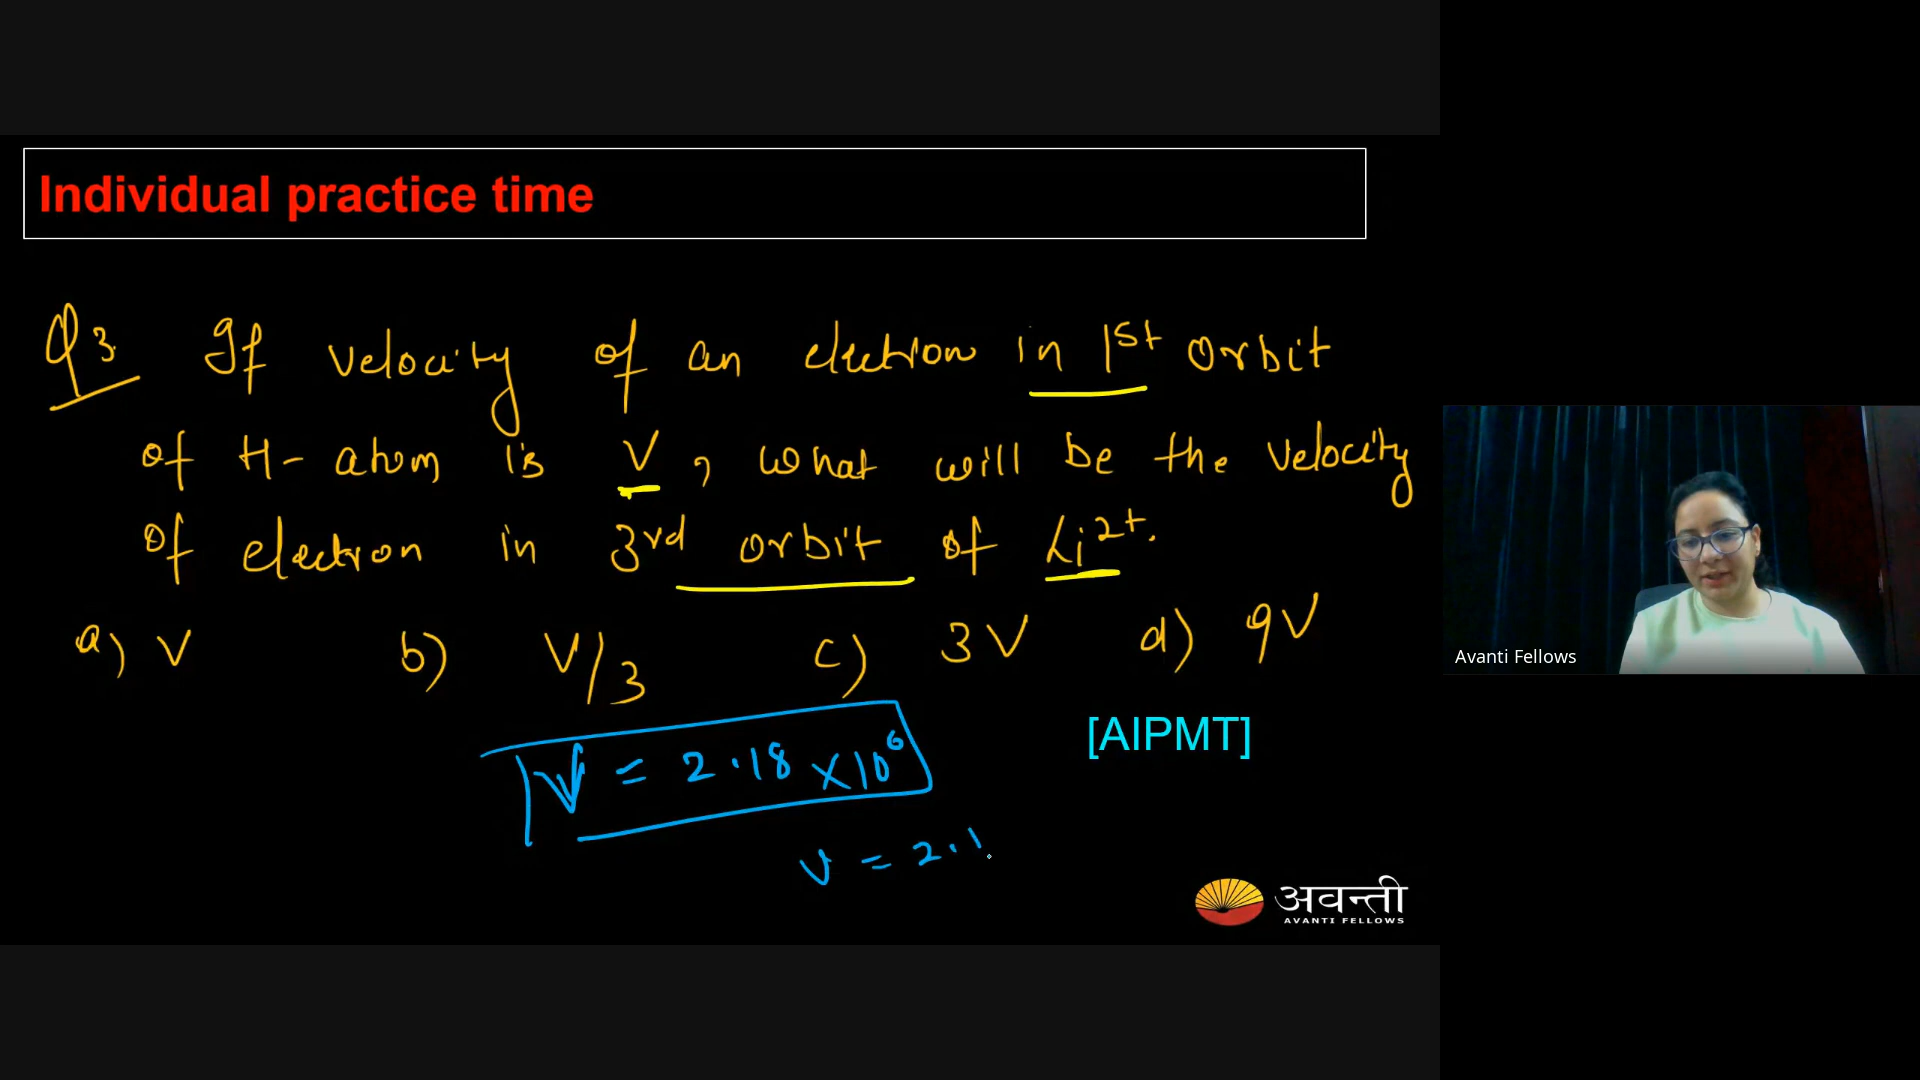 Individual practice time
Q3 If velocity of an electron in 1st orbit
of H-atom is V, what will be the velocity
of electron in 3rd orbit of Li2+.
a) V b) V/3 c) 3V d) 9V
V = 2.18 ×10⁶
[AIPMT]
V = 2.1
अवन्ती
AVANTI FELLOWS
Avanti Fellows